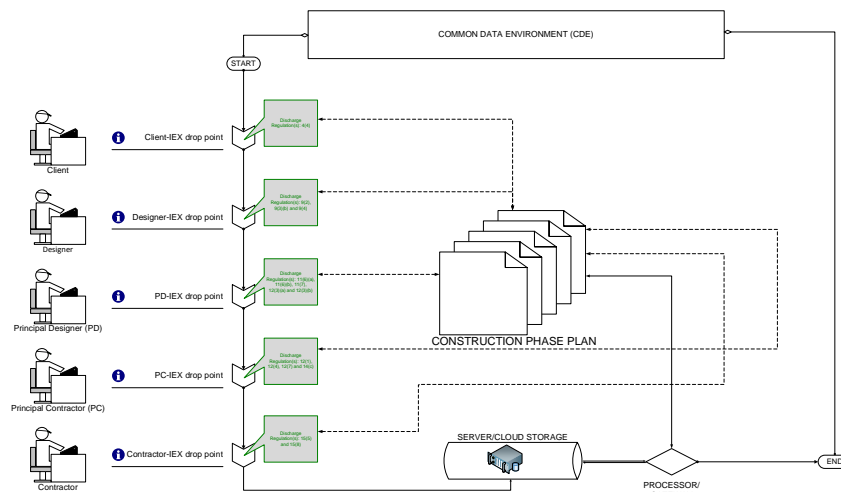 COMMON DATA ENVIRONMENT (CDE)
START
Discharge
Regulation(s): 4(4)
Client-IEX drop point
Client
Discharge
Regulation(s): 8(2),
9(3)(b) and 9(4)
Designer-IEX drop point
Designer
Discharge
Regulation(s): 11(6)(a),
11(6)(b), 11(7),
12(3)(a) and 12(3)(b)
PD-IEX drop point
Principal Designer (PD)
CONSTRUCTION PHASE PLAN
Discharge
Regulation(s): 12(1),
12(4), 12(7) and
PC-IEX drop point
Principal Contractor (PC)
Discharge
Regulation(s): 15(5)
and 15(8)
Contractor-IEX drop point
Contractor
SERVER/CLOUD STORAGE
END
PROCESSOR/